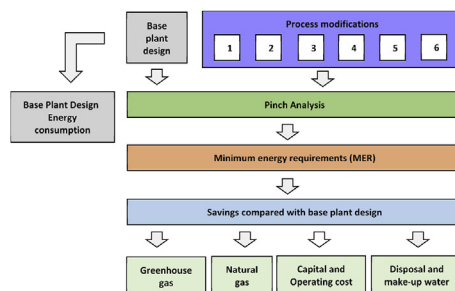 Base
plant
design
Process modifications
1 2 3 4 5 6
Base Plant Design
Energy
consumption
Pinch Analysis
Minimum energy requirements (MER)
Savings compared with base plant design
Greenhouse
gas
Natural
gas
Capital and
Operating cost
Disposal and
make-up water